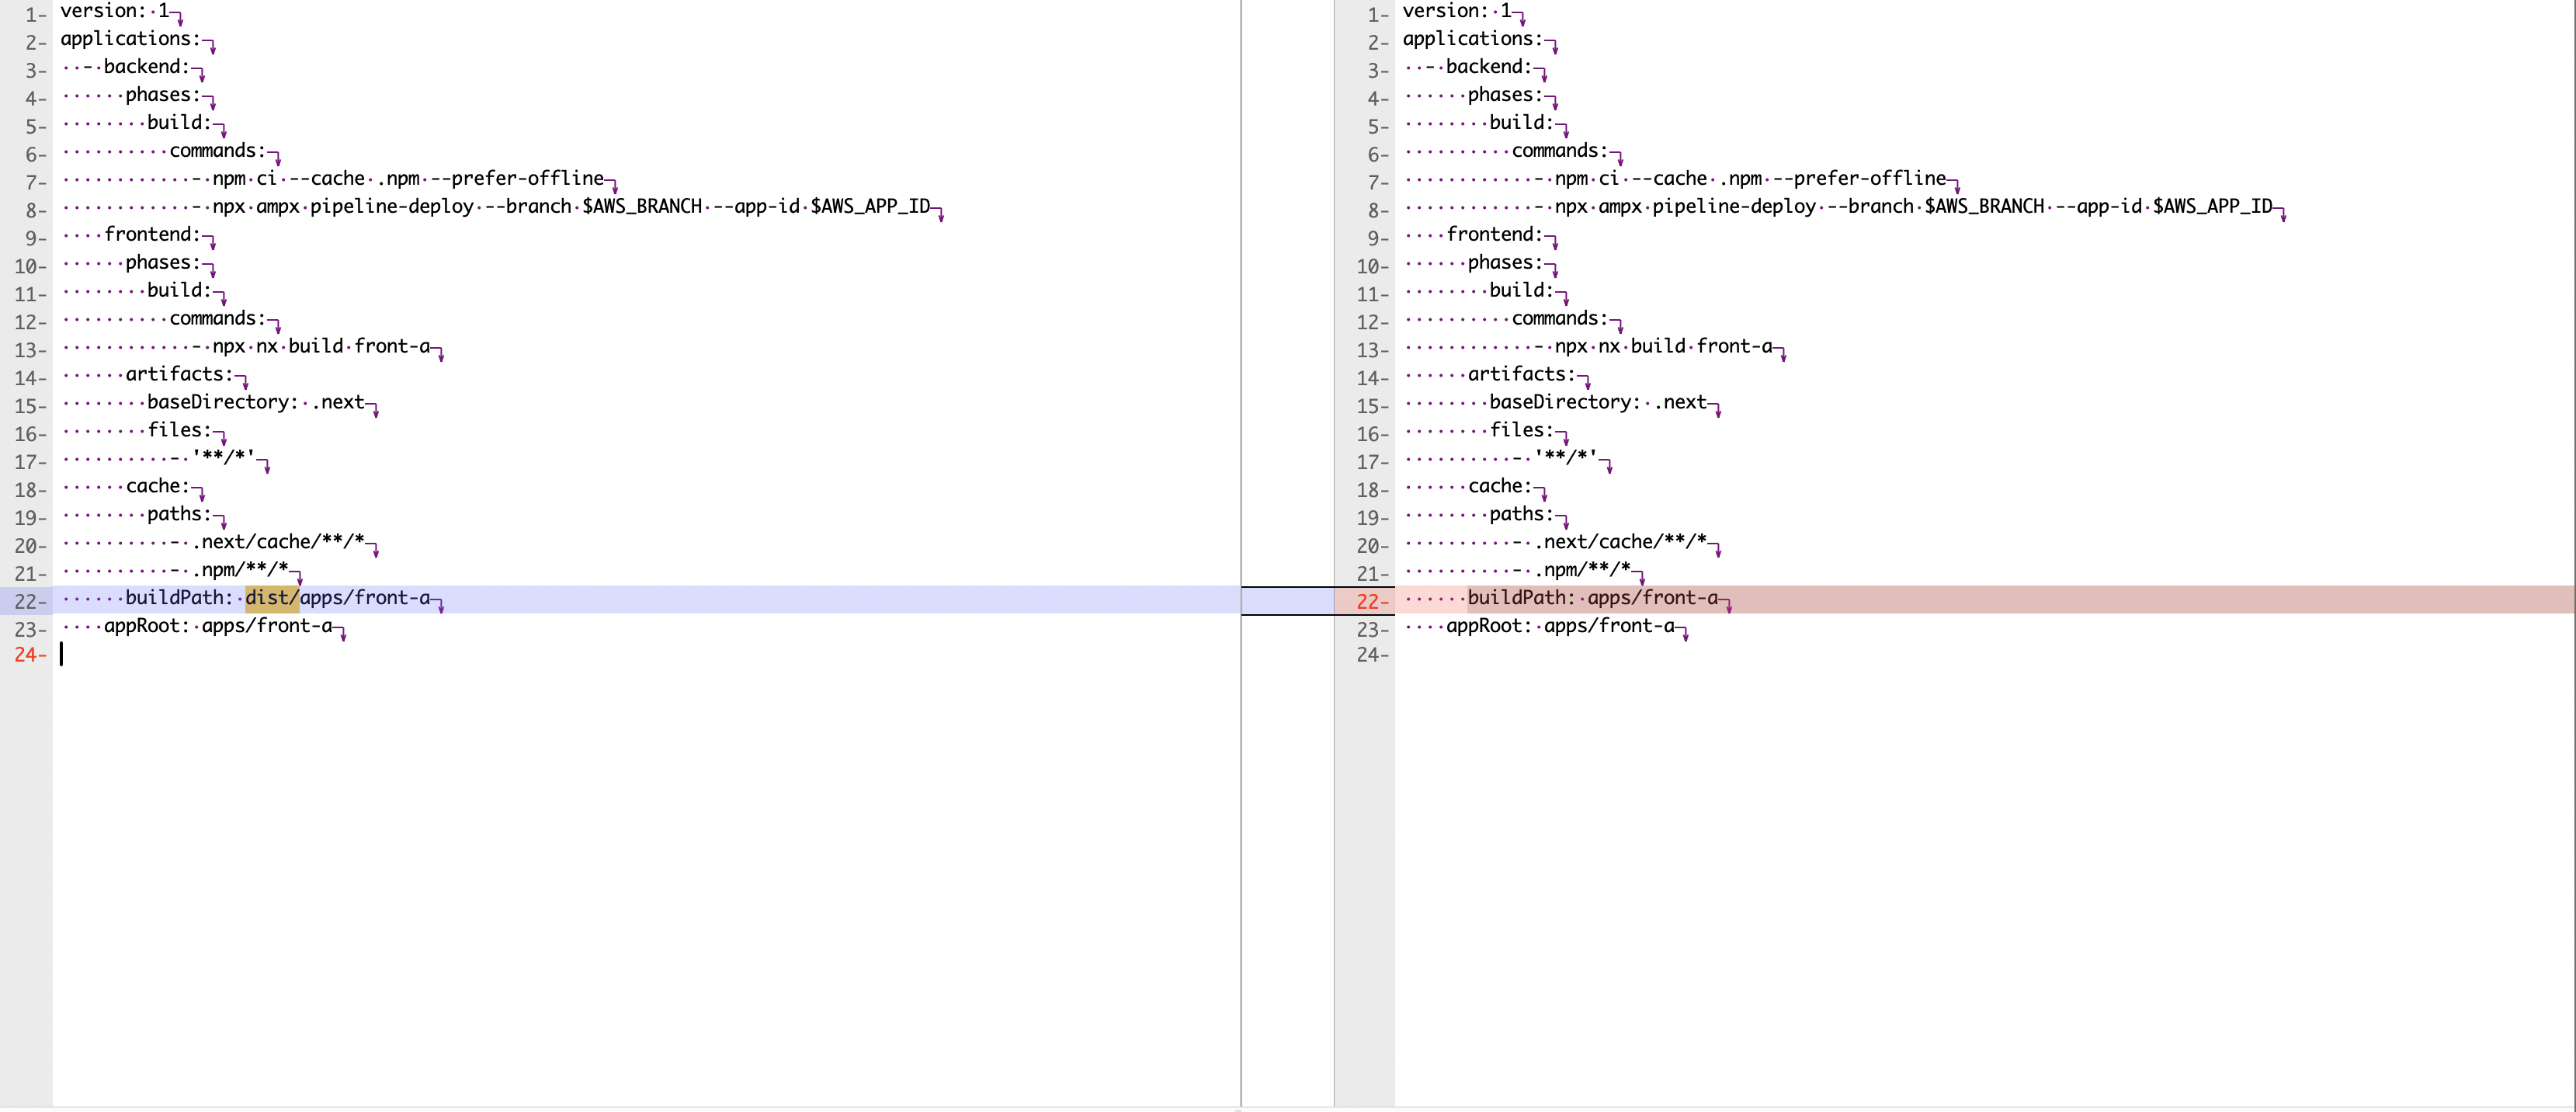 1- version: 1
2- applications:
3-   - backend:
4-       phases:
5-         build:
6-           commands:
7-             - npm ci --cache .npm --prefer-offline
8-             - npx ampx pipeline-deploy --branch $AWS_BRANCH --app-id $AWS_APP_ID
9-     frontend:
10-       phases:
11-         build:
12-           commands:
13-             - npx nx build front-a
14-       artifacts:
15-         baseDirectory: .next
16-         files:
17-           - '**/*'
18-       cache:
19-         paths:
20-           - .next/cache/**/*
21-           - .npm/**/*
22-       buildPath: dist/apps/front-a
23-     appRoot: apps/front-a
24-
1- version: 1
2- applications:
3-   - backend:
4-       phases:
5-         build:
6-           commands:
7-             - npm ci --cache .npm --prefer-offline
8-             - npx ampx pipeline-deploy --branch $AWS_BRANCH --app-id $AWS_APP_ID
9-     frontend:
10-       phases:
11-         build:
12-           commands:
13-             - npx nx build front-a
14-       artifacts:
15-         baseDirectory: .next
16-         files:
17-           - '**/*'
18-       cache:
19-         paths:
20-           - .next/cache/**/*
21-           - .npm/**/*
22-       buildPath: apps/front-a
23-     appRoot: apps/front-a
24-